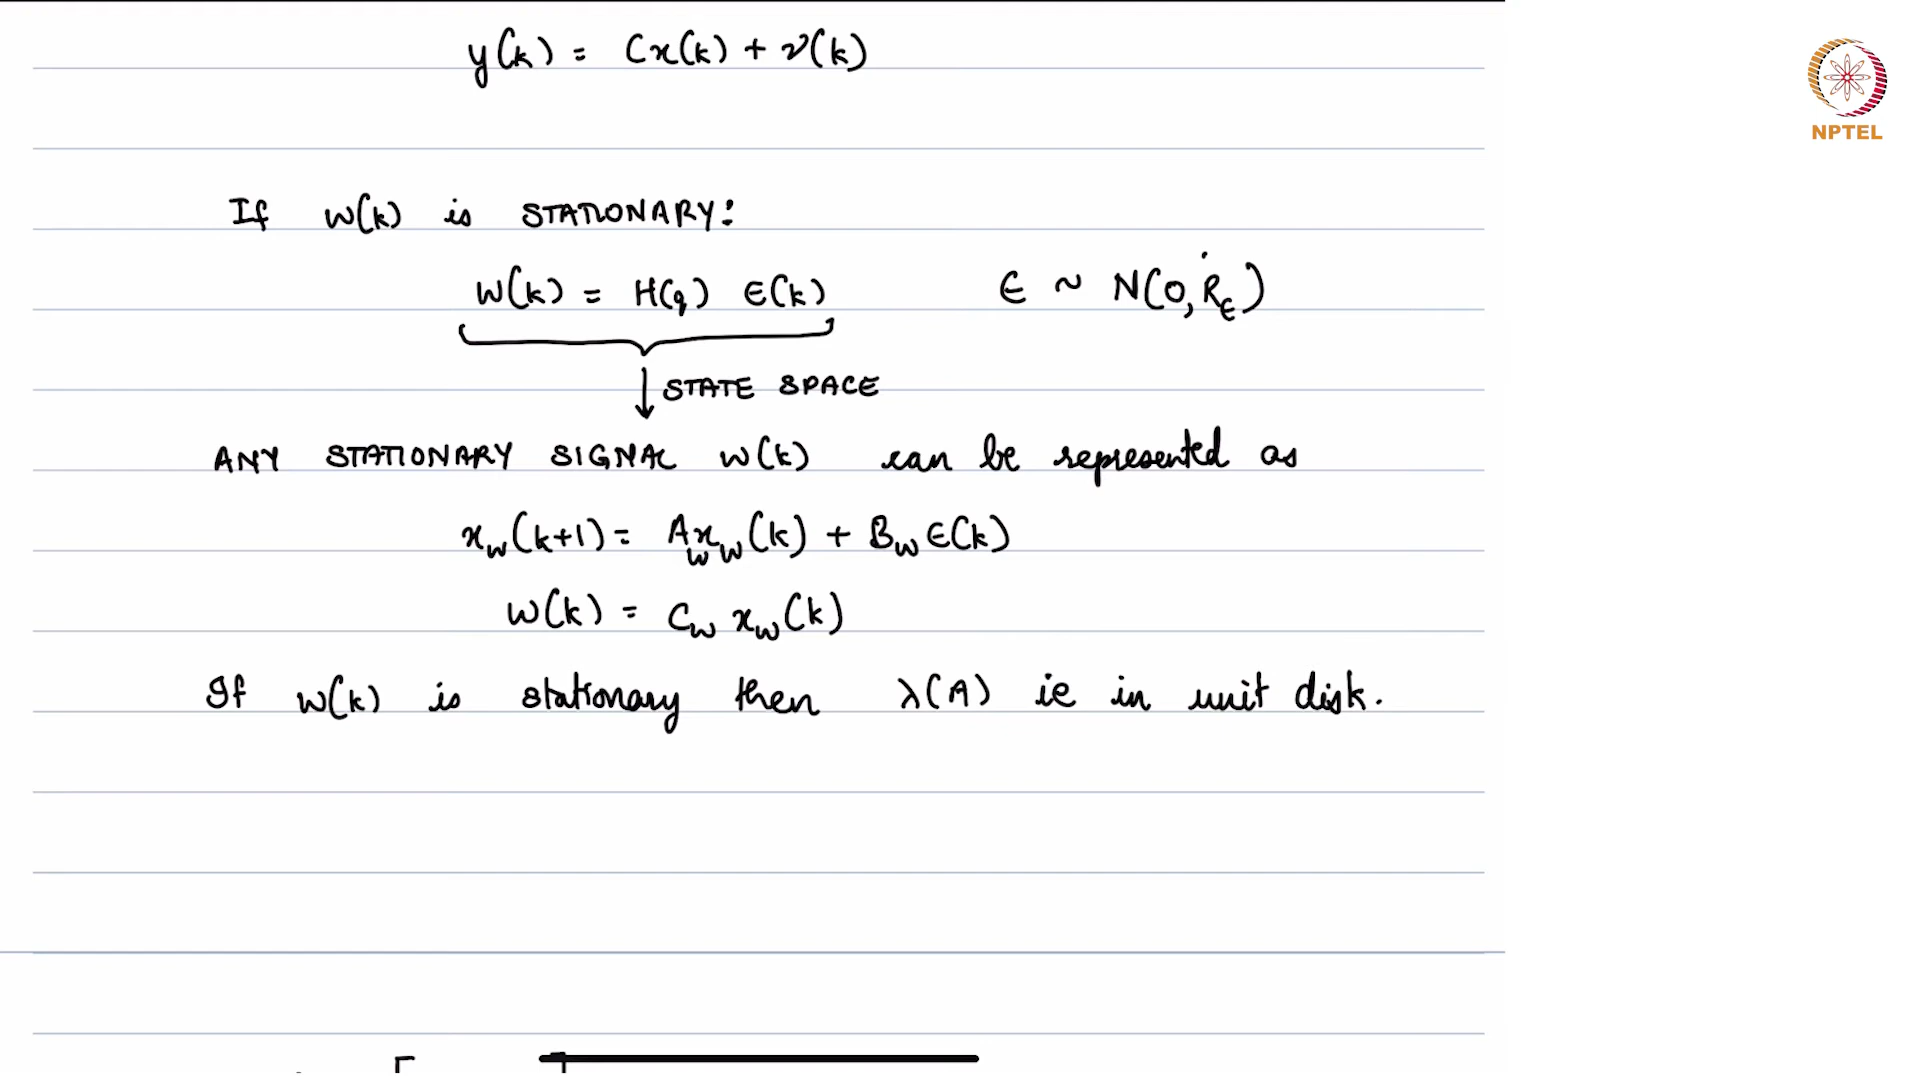 y(k) = Cx(k) + ν(k)
NPTEL
If w(k) is STATIONARY:
w(k) = H(q) ϵ(k) ϵ ~ N(0, R_ϵ)
↓ STATE SPACE
ANY STATIONARY SIGNAL w(k) can be represented as
x_w(k+1) = A_w x_w(k) + B_w ϵ(k)
w(k) = C_w x_w(k)
If w(k) is stationary then λ(A) ie in unit disk.